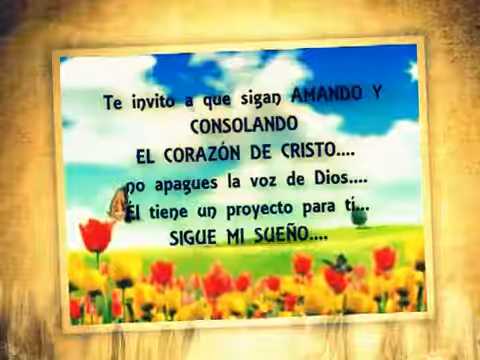 Te invito a que sigan AMANDO Y
CONSOLANDO
EL CORAZÓN DE CRISTO....
no apagues la voz de Dios....
Él tiene un proyecto para ti...
SIGUE MI SUEÑO....